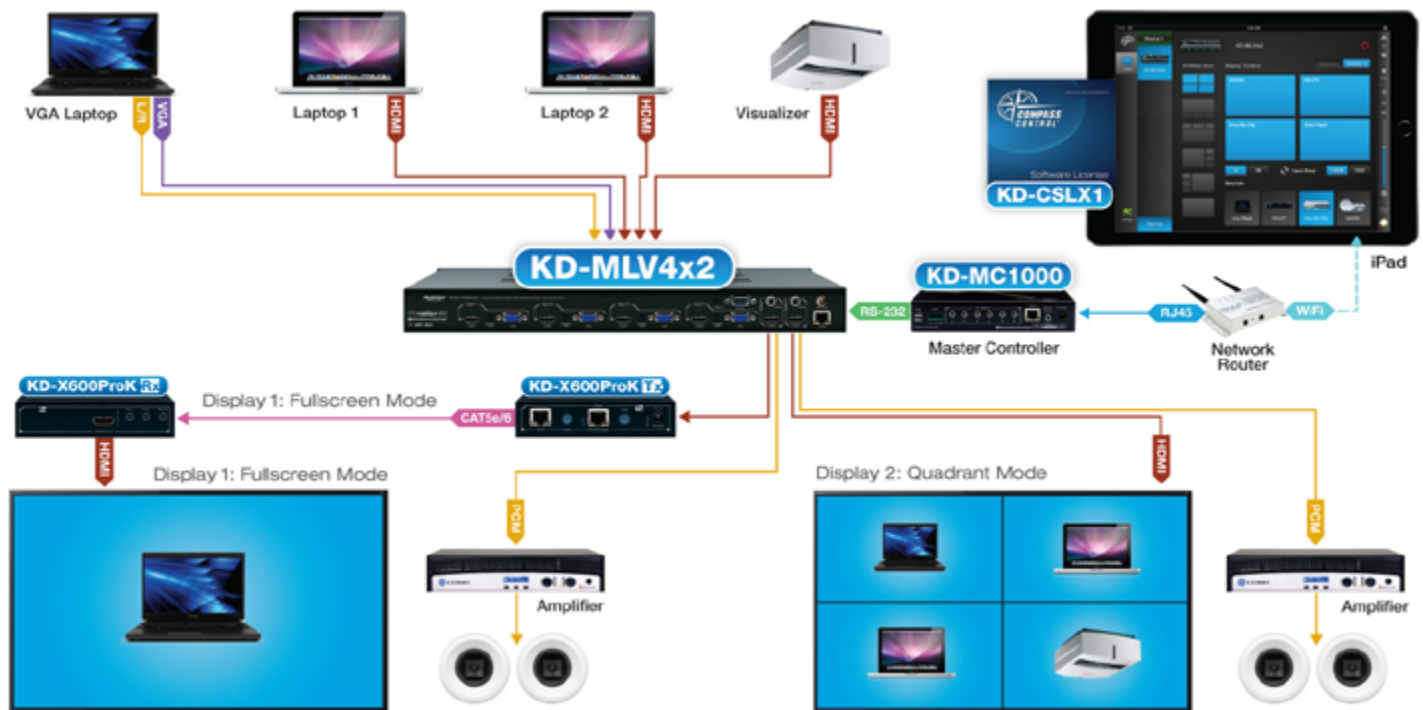 VGA Laptop
L/R
VGA
Laptop 1
HDMI
Laptop 2
HDMI
Visualizer
HDMI
COMPASS
CONTROL
Software License
KD-CSLX1
iPad
KD-MLV4x2
RS-232
KD-MC1000
Master Controller
RJ45
Network
Router
WiFi
KD-X600ProK Rx
Display 1: Fullscreen Mode
CAT5e/6
KD-X600ProK Tx
HDMI
Display 1: Fullscreen Mode
PCM
Amplifier
Display 2: Quadrant Mode
HDMI
PCM
Amplifier